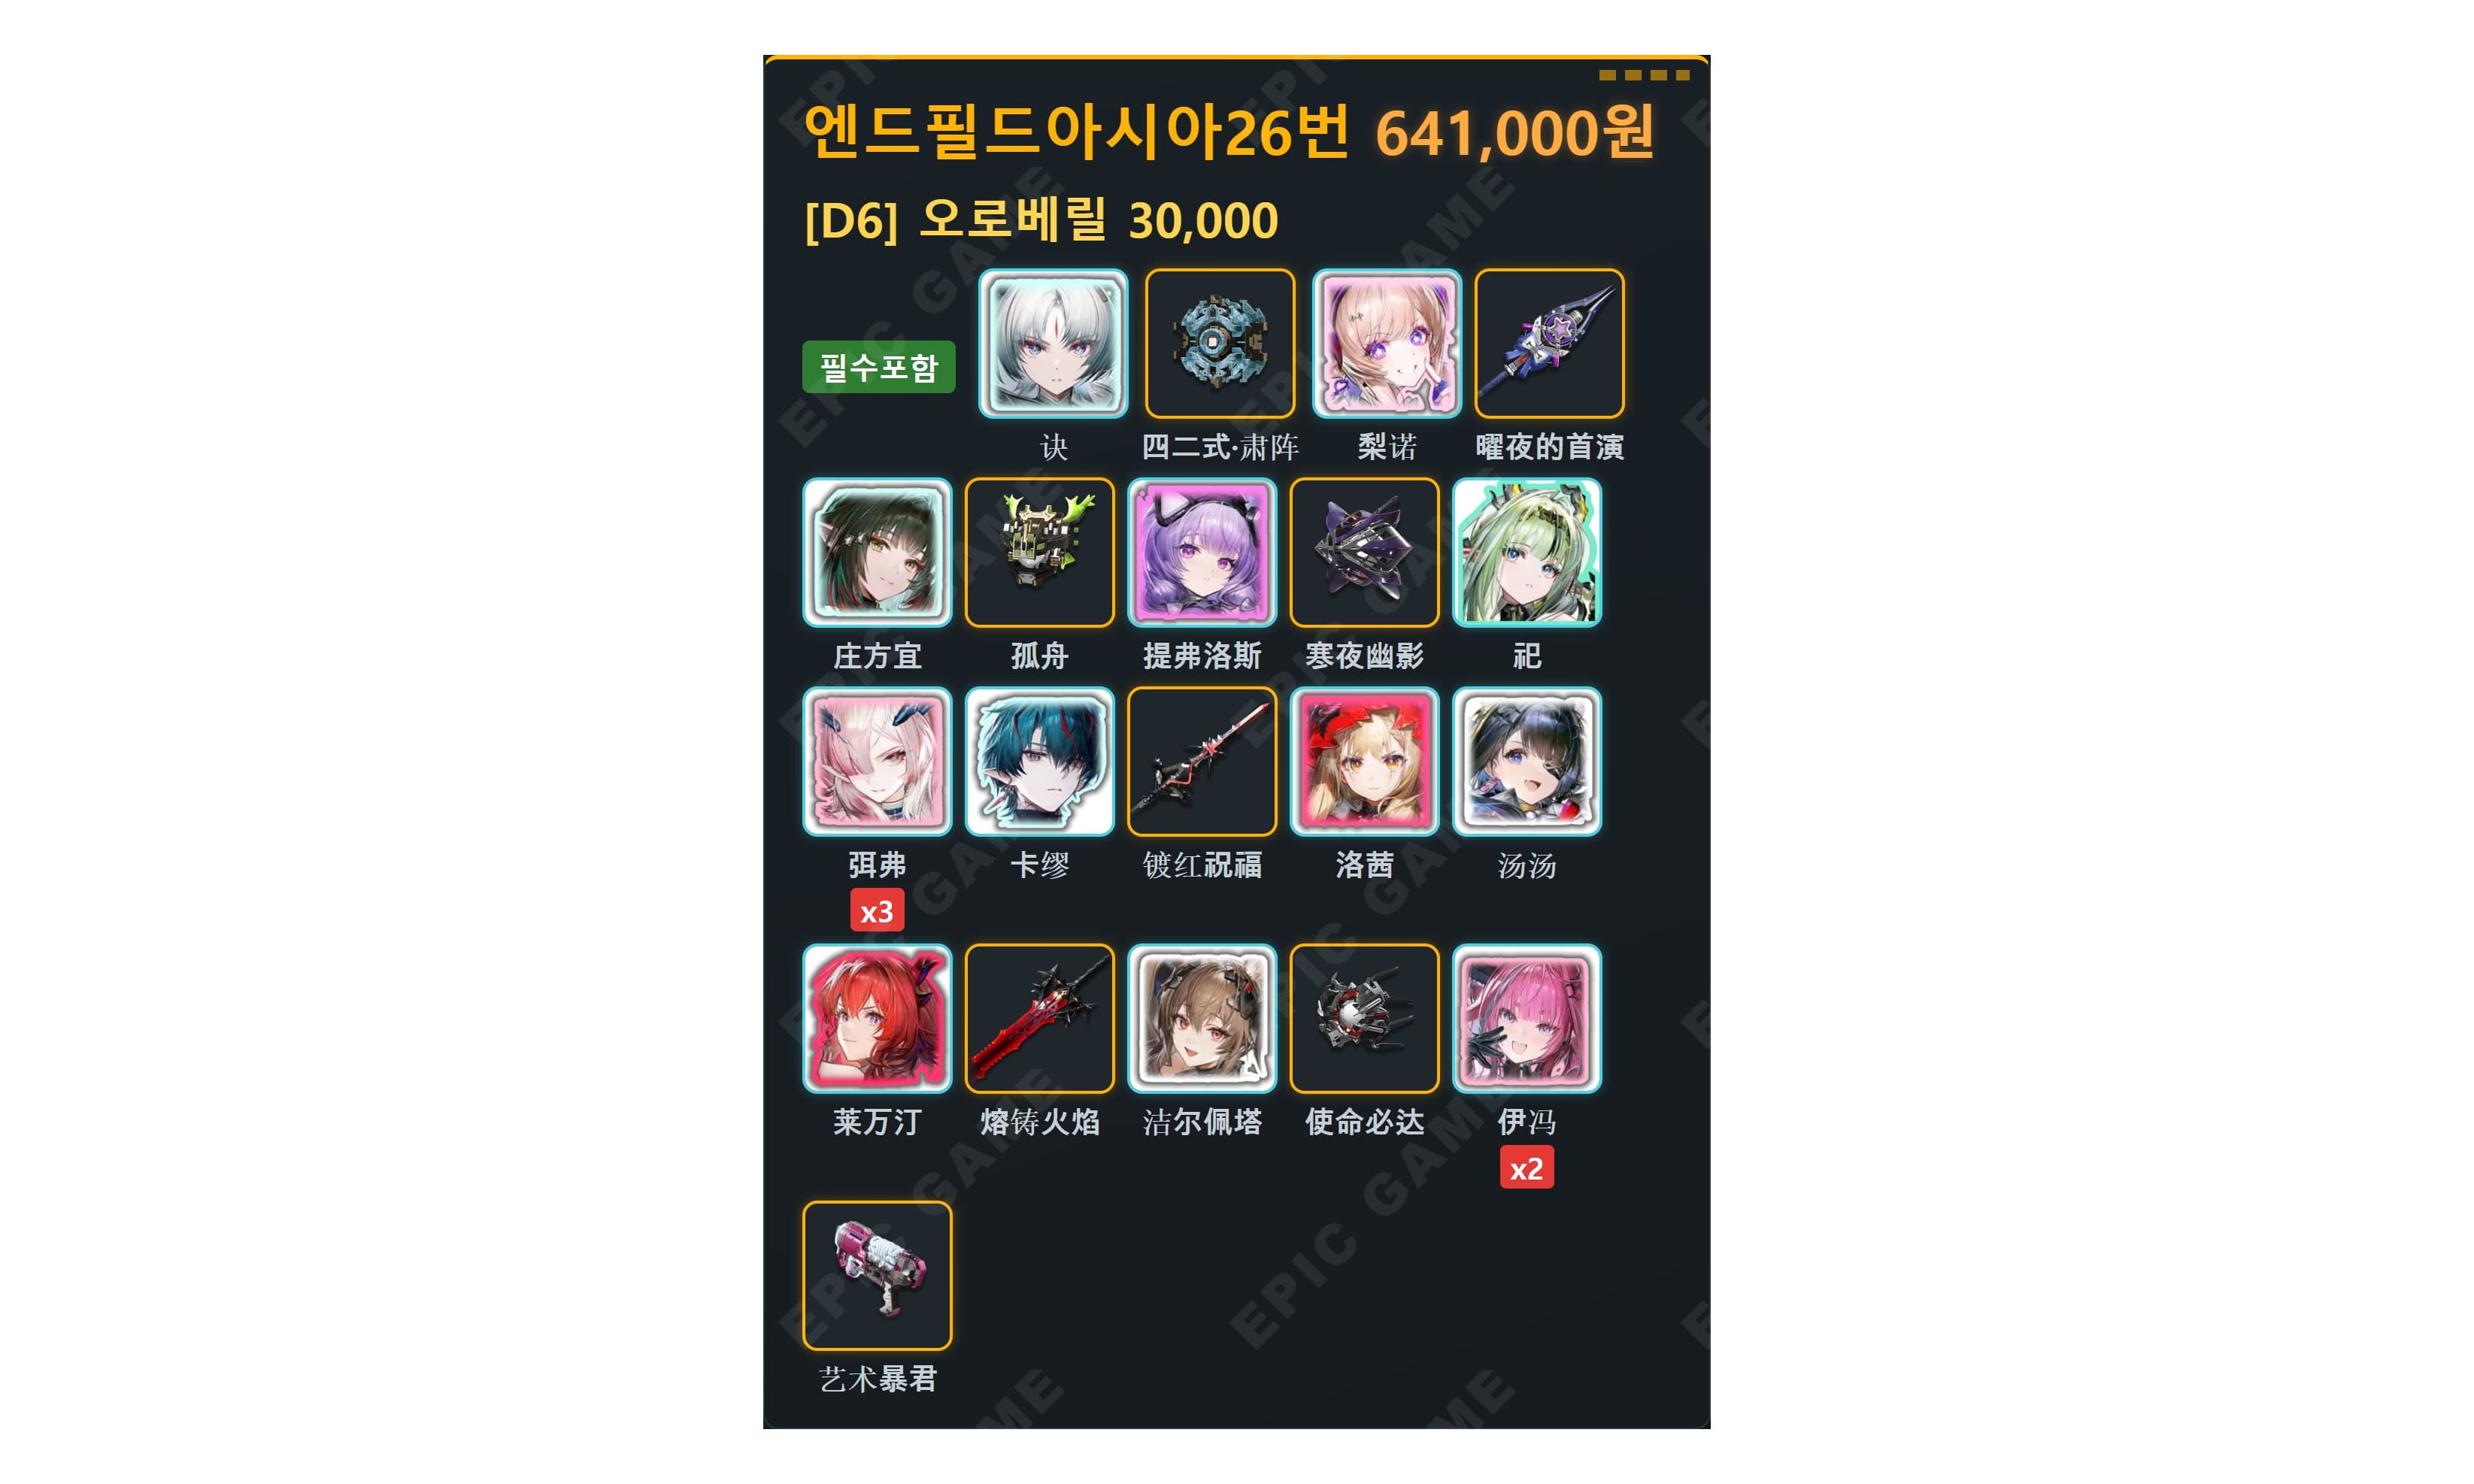 엔드필드아시아26번 641,000원
[D6] 오로베릴 30,000
필수포함
诀 四二式·肃阵 梨诺 曜夜的首演
庄方宜 孤舟 提弗洛斯 寒夜幽影 祀
弭弗 卡缪 镀红祝福 洛茜 汤汤
x3
莱万汀 熔铸火焰 洁尔佩塔 使命必达 伊冯
x2
艺术暴君
EPIC GAME